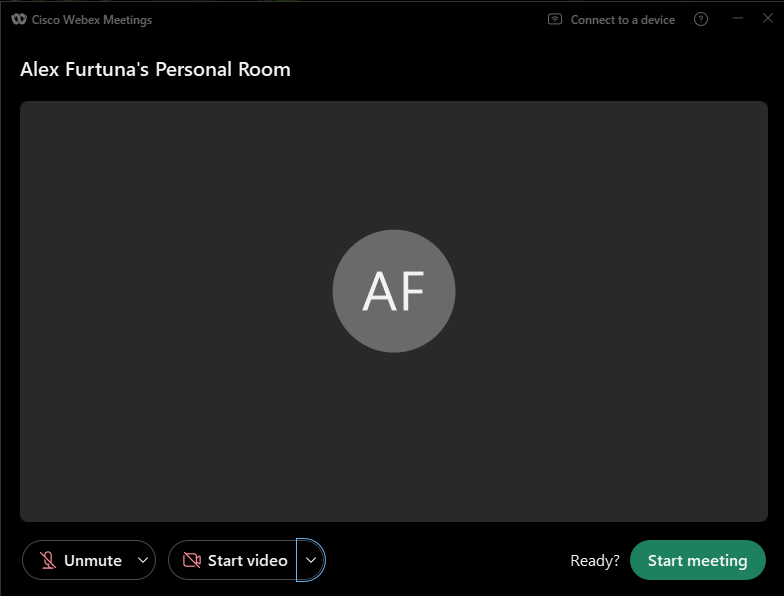 Cisco Webex Meetings
Connect to a device
?
Alex Furtuna's Personal Room
AF
Unmute
Start video
Ready?
Start meeting